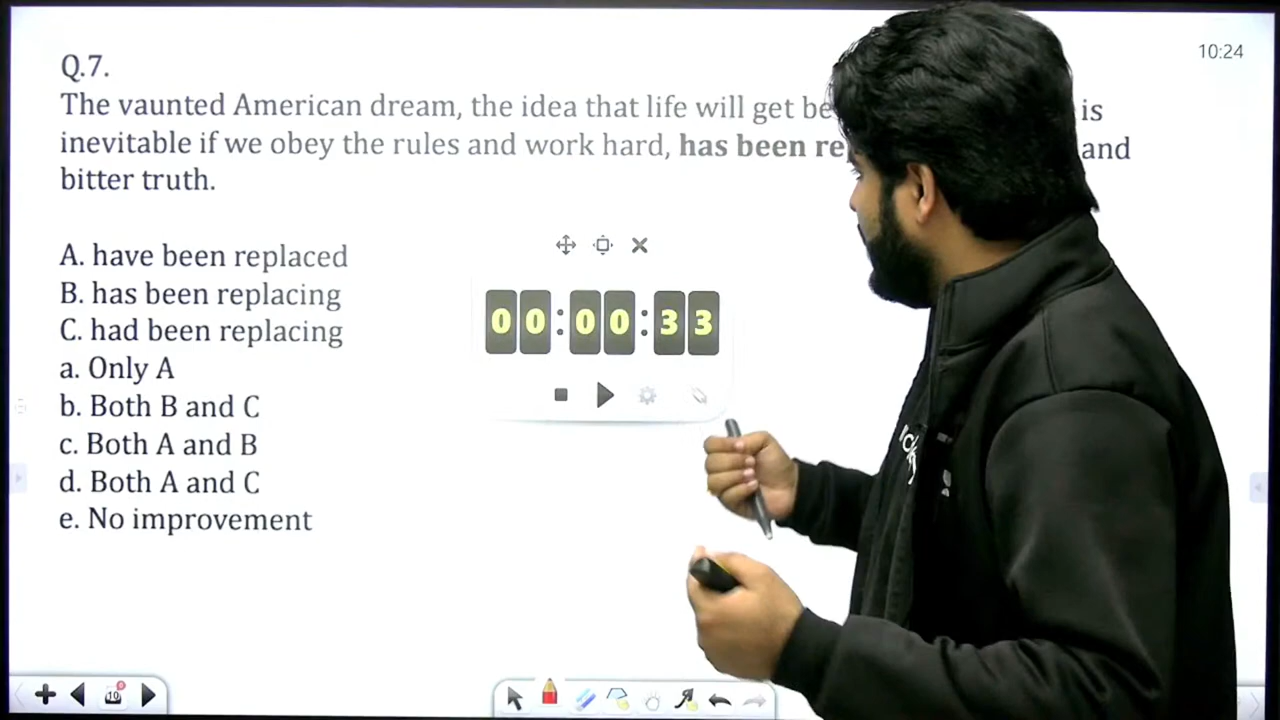 10:24
Q.7.
The vaunted American dream, the idea that life will get is
inevitable if we obey the rules and work hard, has been and
bitter truth.
A. have been replaced
B. has been replacing
C. had been replacing
a. Only A
b. Both B and C
c. Both A and B
d. Both A and C
e. No improvement
00:00:33
10